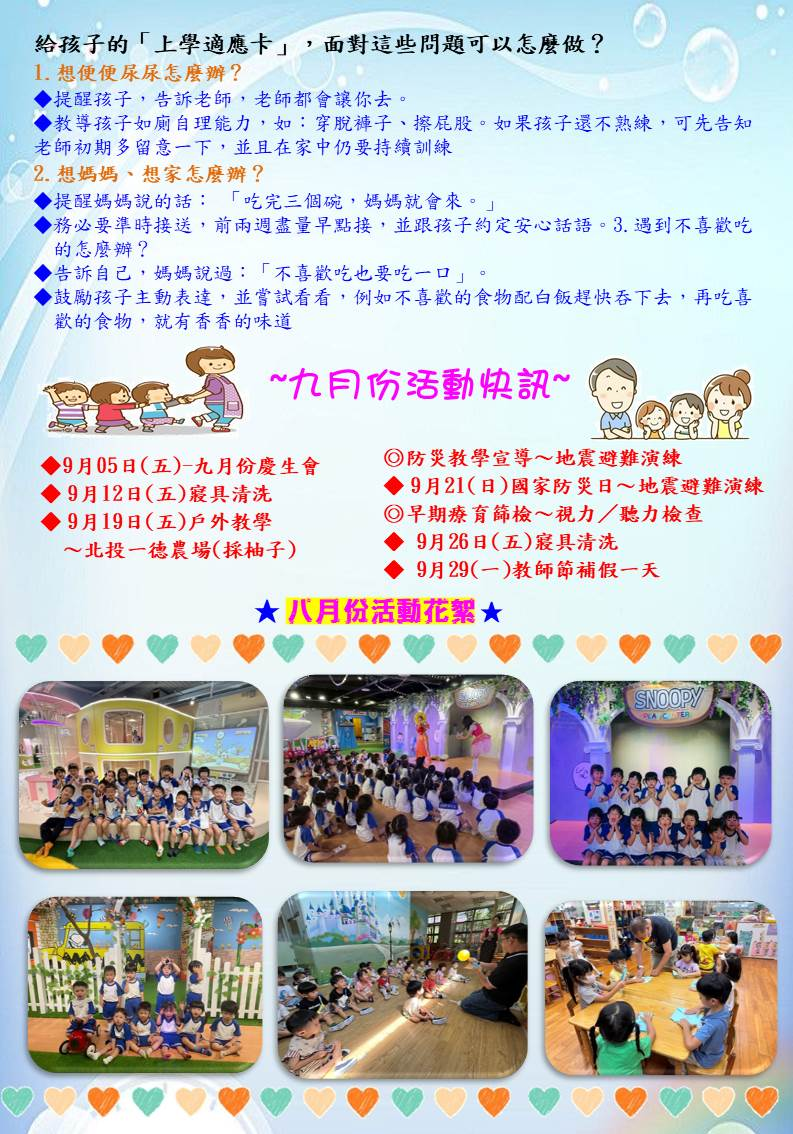 給孩子的「上學適應卡」，面對這些問題可以怎麼做？
1.想便便尿尿怎麼辦？
◆提醒孩子，告訴老師，老師都會讓你去。
◆教導孩子如廁自理能力，如：穿脫褲子、擦屁股。如果孩子還不熟練，可先告知
老師初期多留意一下，並且在家中仍要持續訓練
2.想媽媽、想家怎麼辦？
◆提醒媽媽說的話：「吃完三個碗，媽媽就會來。」
◆務必要準時接送，前兩週盡量早點接，並跟孩子約定安心話語。3.遇到不喜歡吃
的怎麼辦？
◆告訴自己，媽媽說過：「不喜歡吃也要吃一口」。
◆鼓勵孩子主動表達，並嘗試看看，例如不喜歡的食物配白飯趕快吞下去，再吃喜
歡的食物，就有香香的味道
~九月份活動快訊~
◆9月05日(五)-九月份慶生會
◆ 9月12日(五)寢具清洗
◆ 9月19日(五)戶外教學
～北投一德農場(採柚子)
◎防災教學宣導～地震避難演練
◆ 9月21(日)國家防災日～地震避難演練
◎早期療育篩檢～視力／聽力檢查
◆ 9月26日(五)寢具清洗
◆ 9月29(一)教師節補假一天
★ 八月份活動花絮 ★
SNOOPY
PLAY CENTER